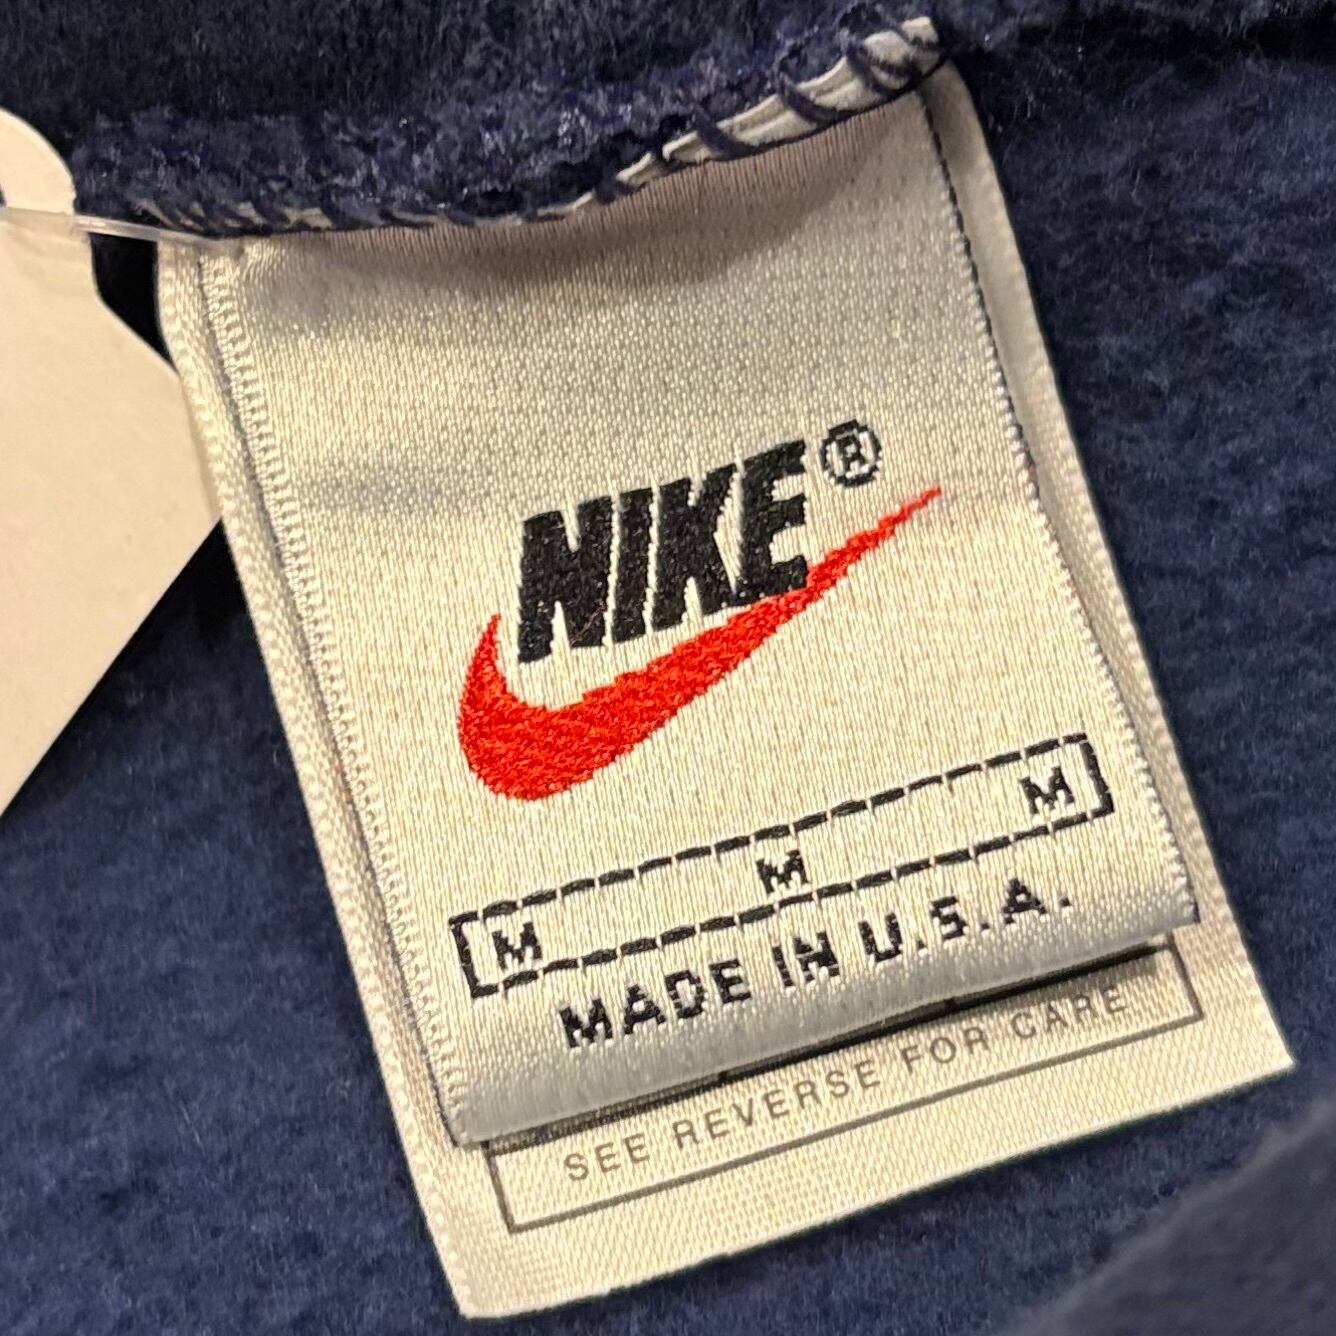 NIKE®
M M M
MADE IN U.S.A.
SEE REVERSE FOR CARE